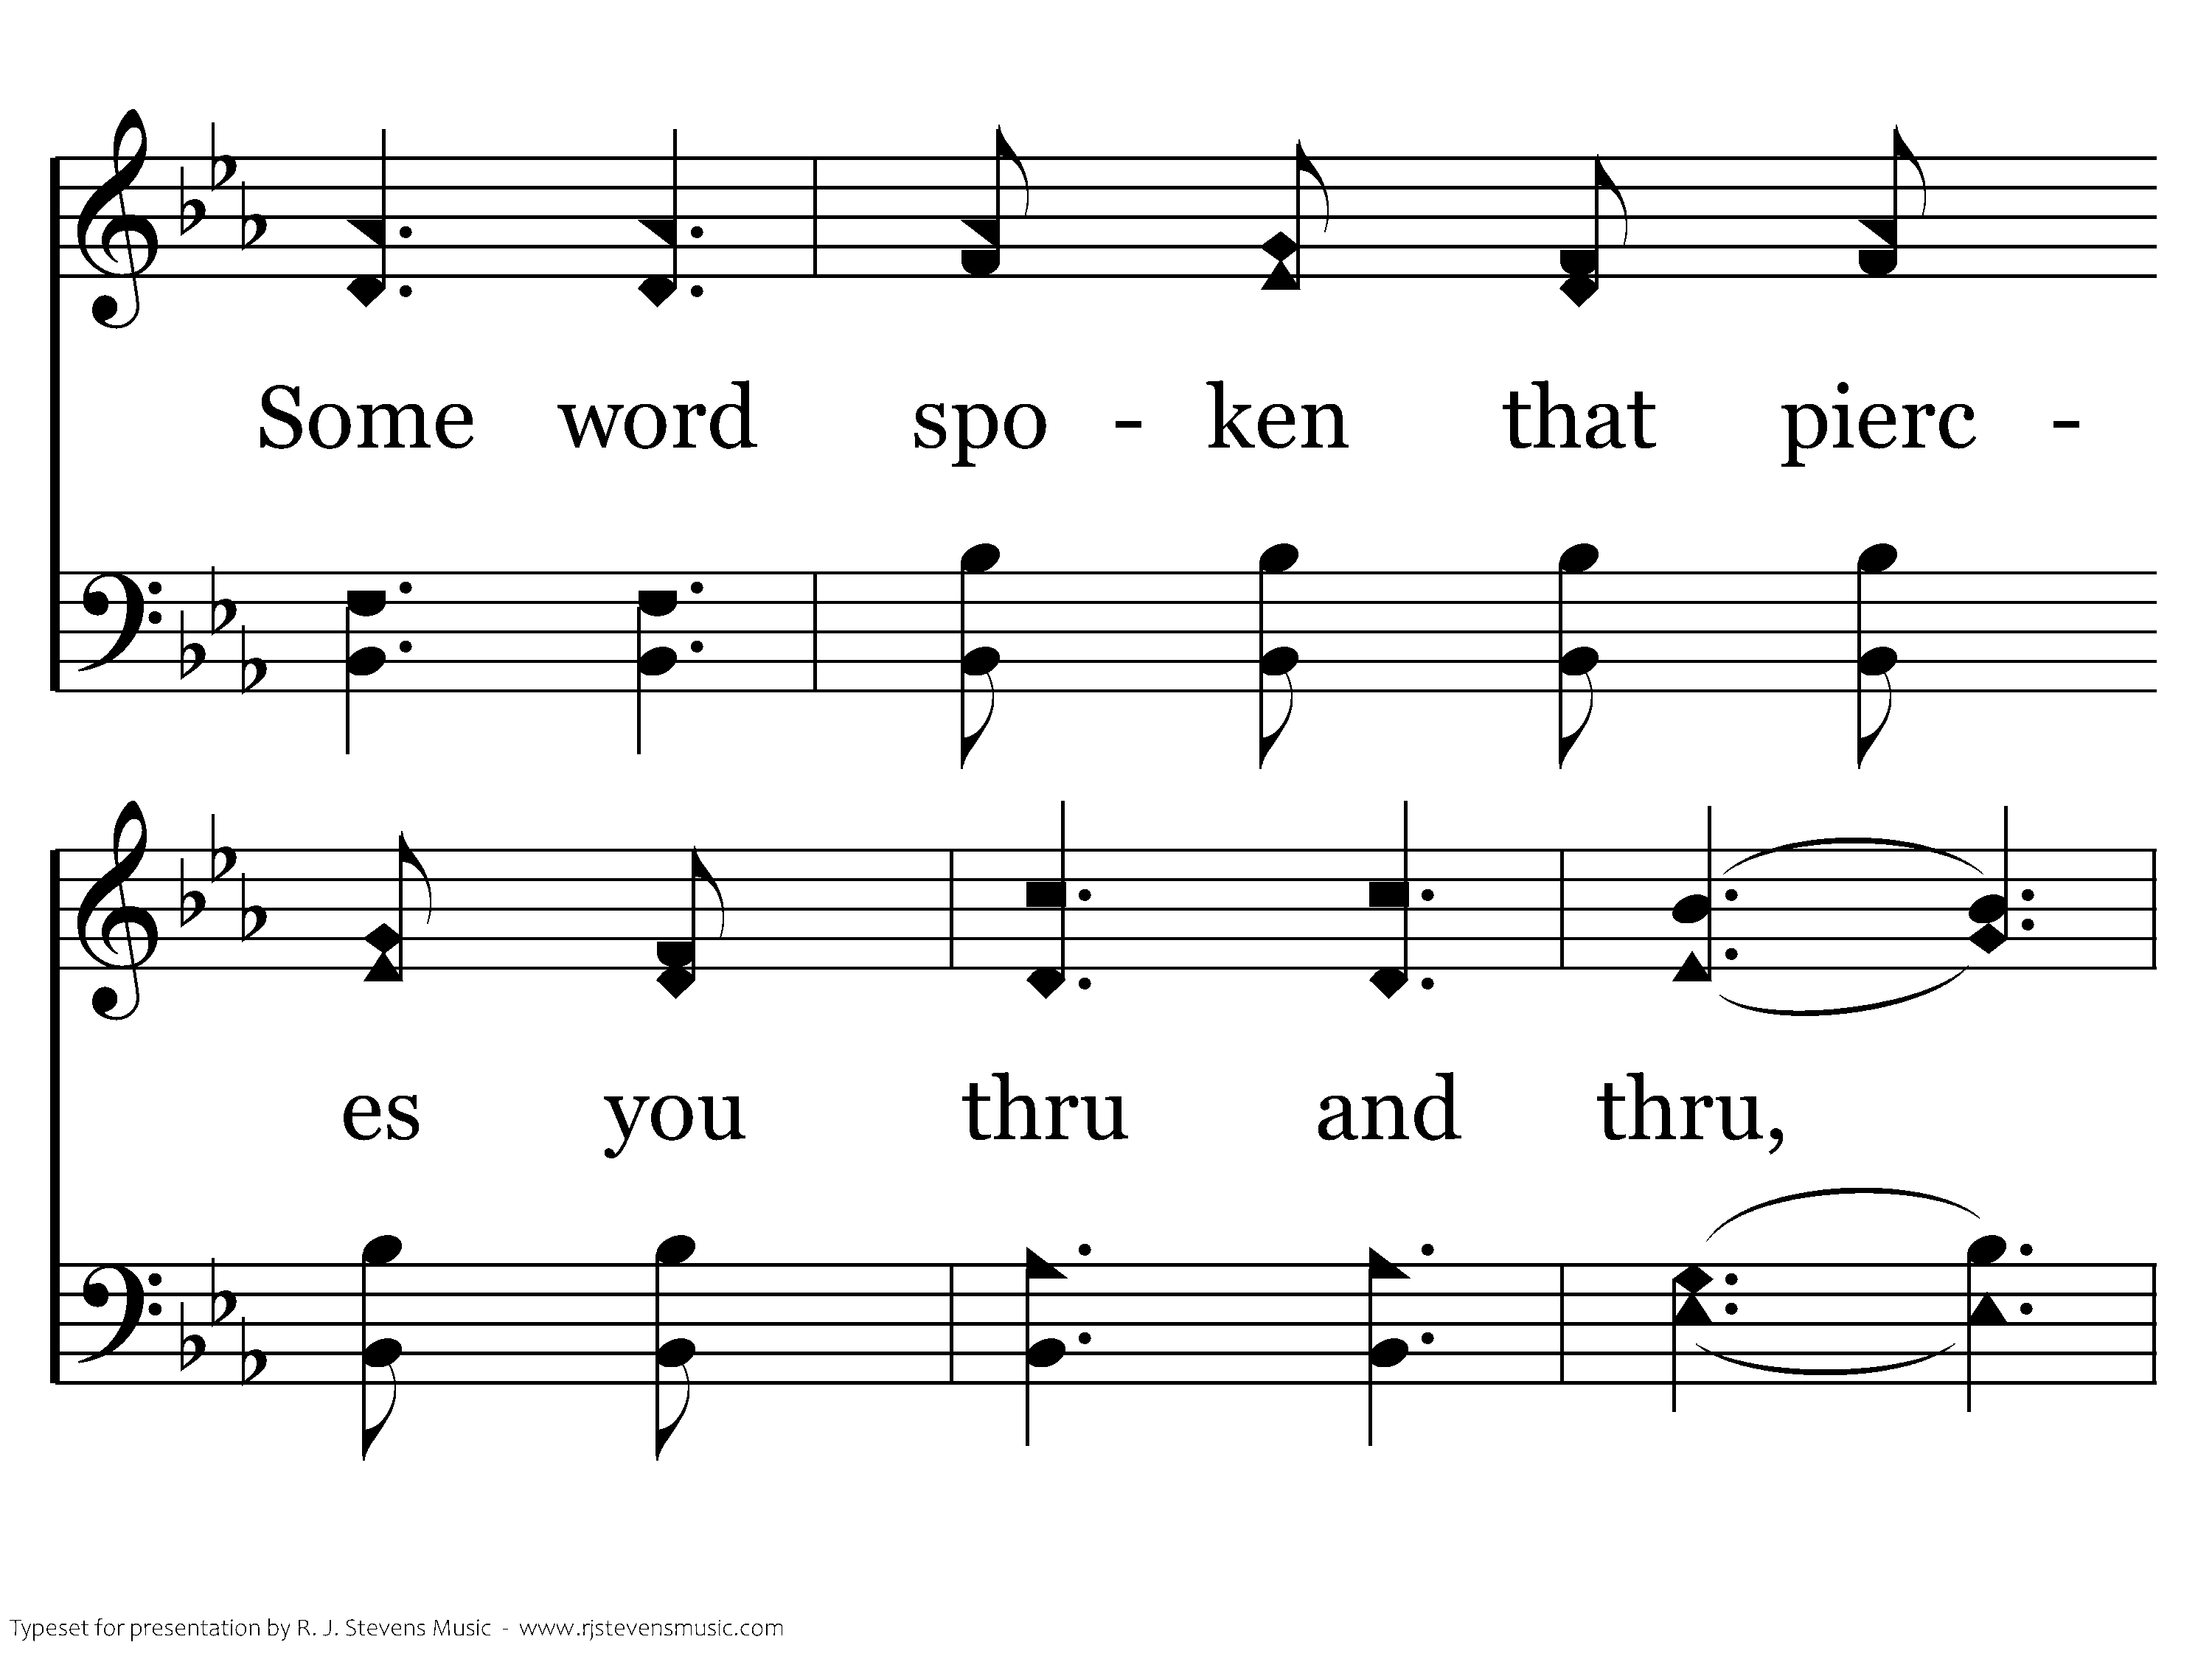 Some word spo - ken that pierc -
es you thru and thru,
Typeset for presentation by R. J. Stevens Music - www.rjstevensmusic.com